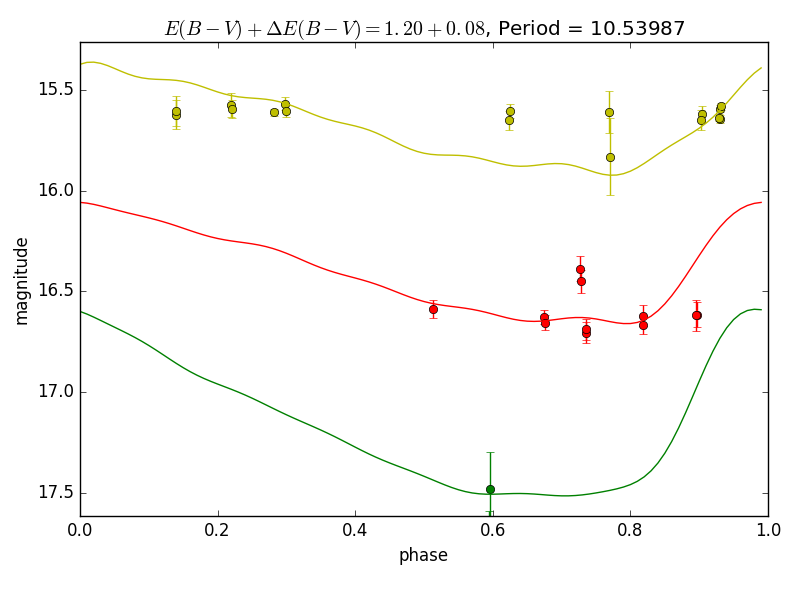 E(B − V) + ΔE(B − V) = 1.20 + 0.08, Period = 10.53987
15.5
16.0
16.5
17.0
17.5
magnitude
0.0 0.2 0.4 0.6 0.8 1.0
phase